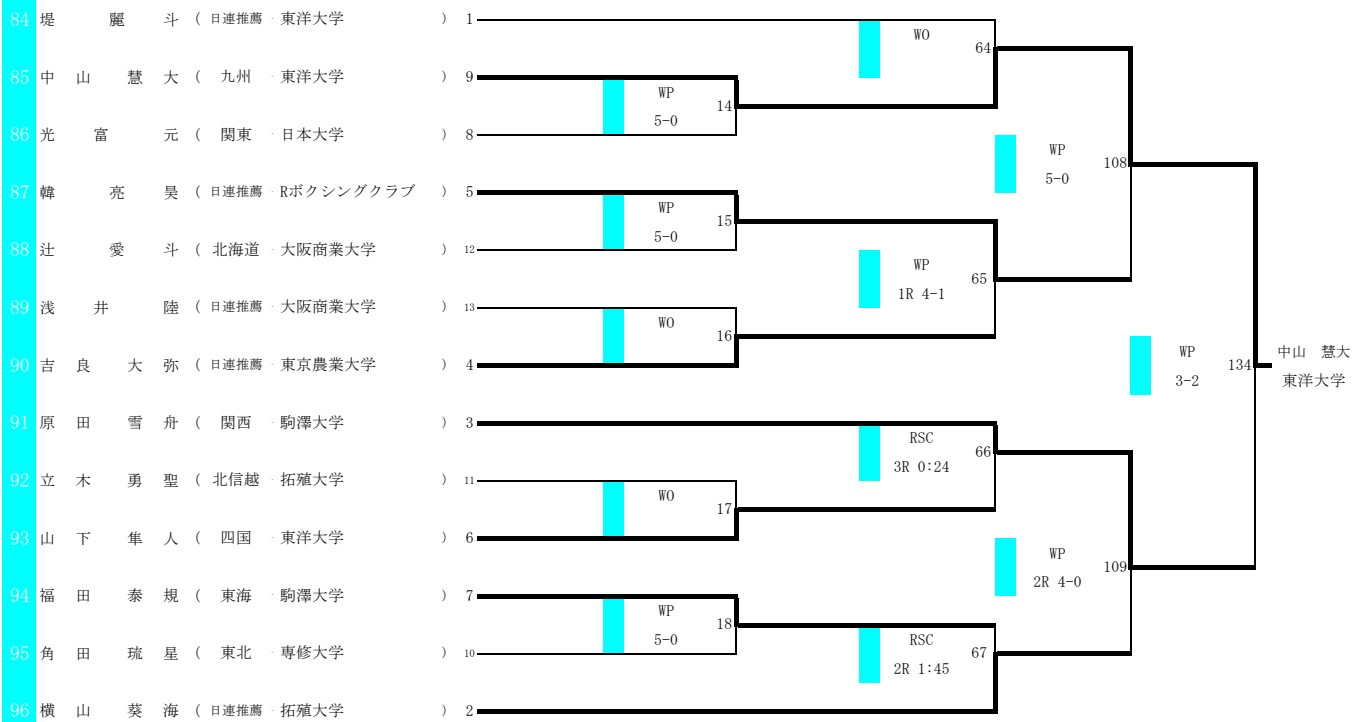 84 堤 麗 斗 ( 日連推薦 · 東洋大学 ) 1
WO 64
85 中 山 慧 大 ( 九州 · 東洋大学 ) 9
WP 14
5-0
86 光 富 元 ( 関東 · 日本大学 ) 8
WP 108
5-0
87 韓 亮 昊 ( 日連推薦 · Rボクシングクラブ ) 5
WP 15
5-0
88 辻 愛 斗 ( 北海道 · 大阪商業大学 ) 12
WP 65
1R 4-1
89 浅 井 陸 ( 日連推薦 · 大阪商業大学 ) 13
WO 16
90 吉 良 大 弥 ( 日連推薦 · 東京農業大学 ) 4
WP 134 中山 慧大
3-2 東洋大学
91 原 田 雪 舟 ( 関西 · 駒澤大学 ) 3
RSC 66
3R 0:24
92 立 木 勇 聖 ( 北信越 · 拓殖大学 ) 11
WO 17
93 山 下 隼 人 ( 四国 · 東洋大学 ) 6
WP 109
2R 4-0
94 福 田 泰 規 ( 東海 · 駒澤大学 ) 7
WP 18
5-0
95 角 田 琉 星 ( 東北 · 専修大学 ) 10
RSC 67
2R 1:45
96 横 山 葵 海 ( 日連推薦 · 拓殖大学 ) 2